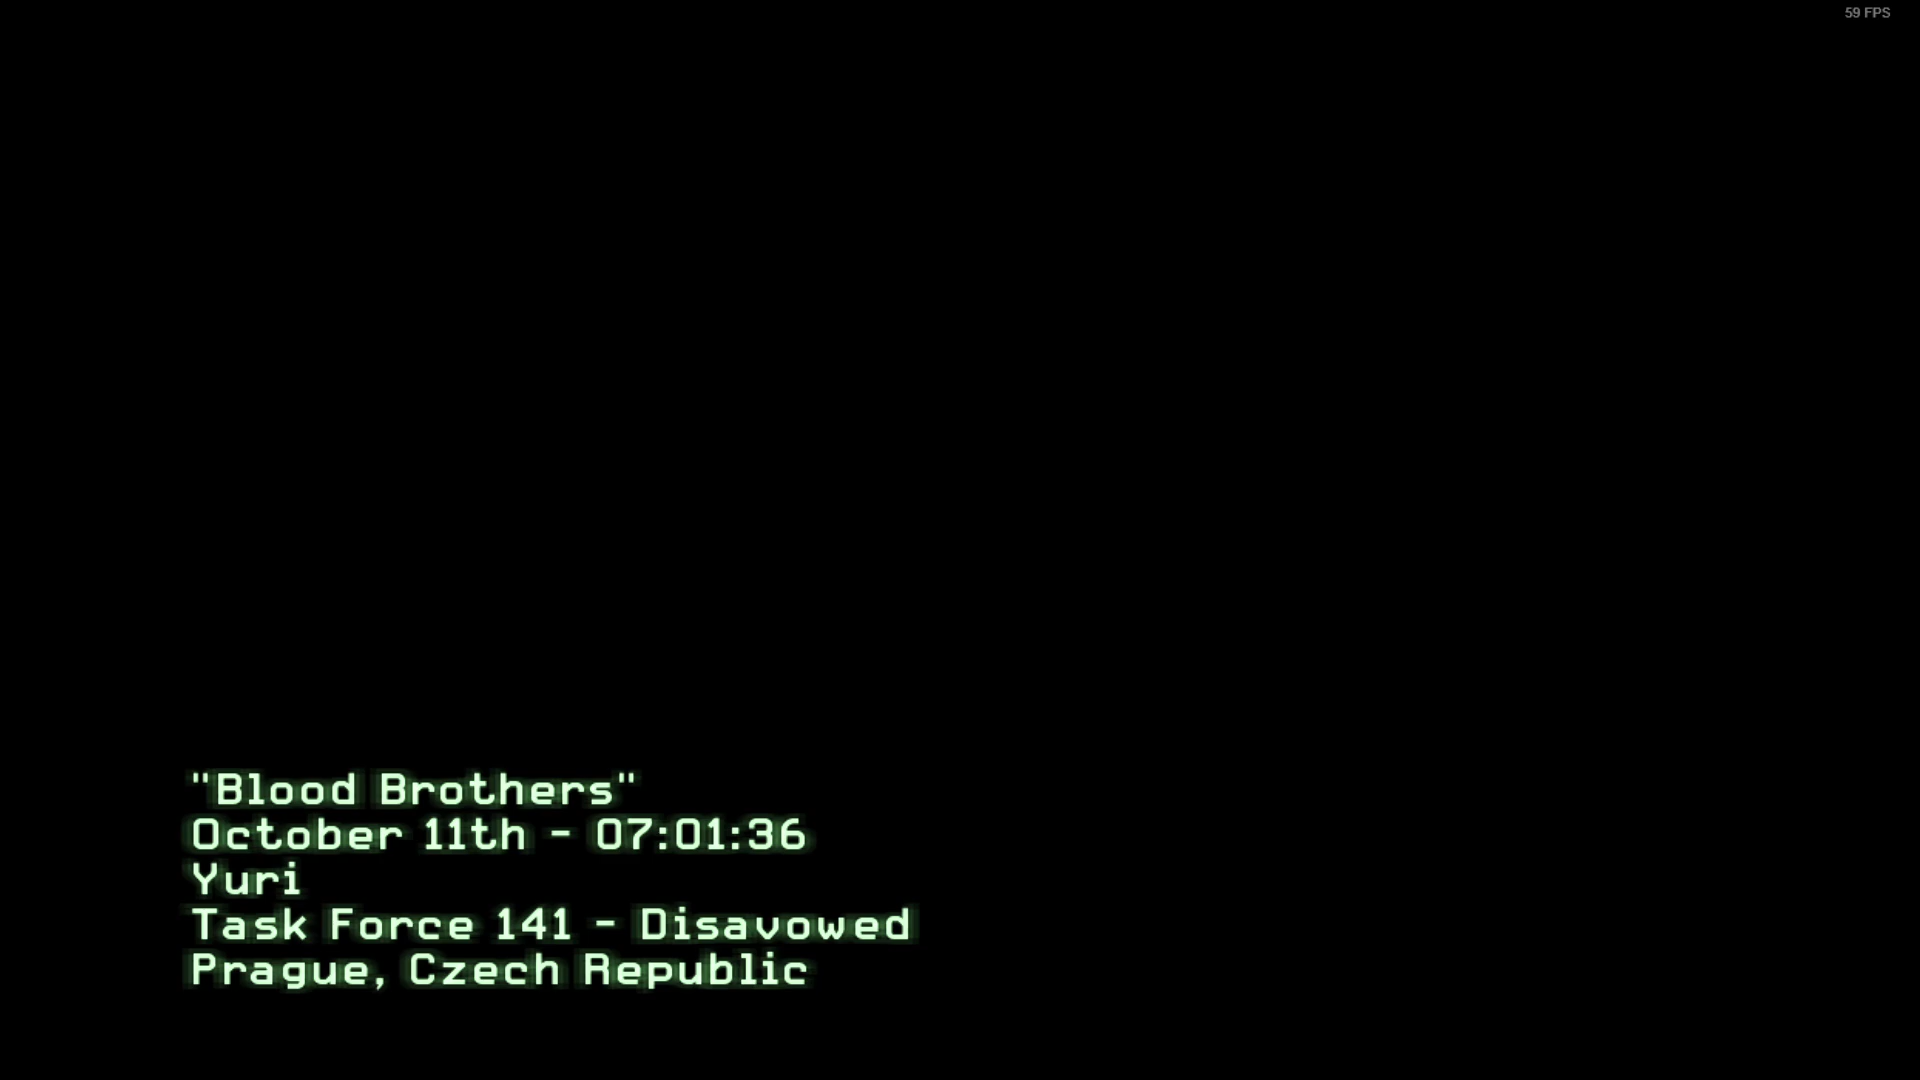 59 FPS
"Blood Brothers"
October 11th - 07:01:36
Yuri
Task Force 141 - Disavowed
Prague, Czech Republic